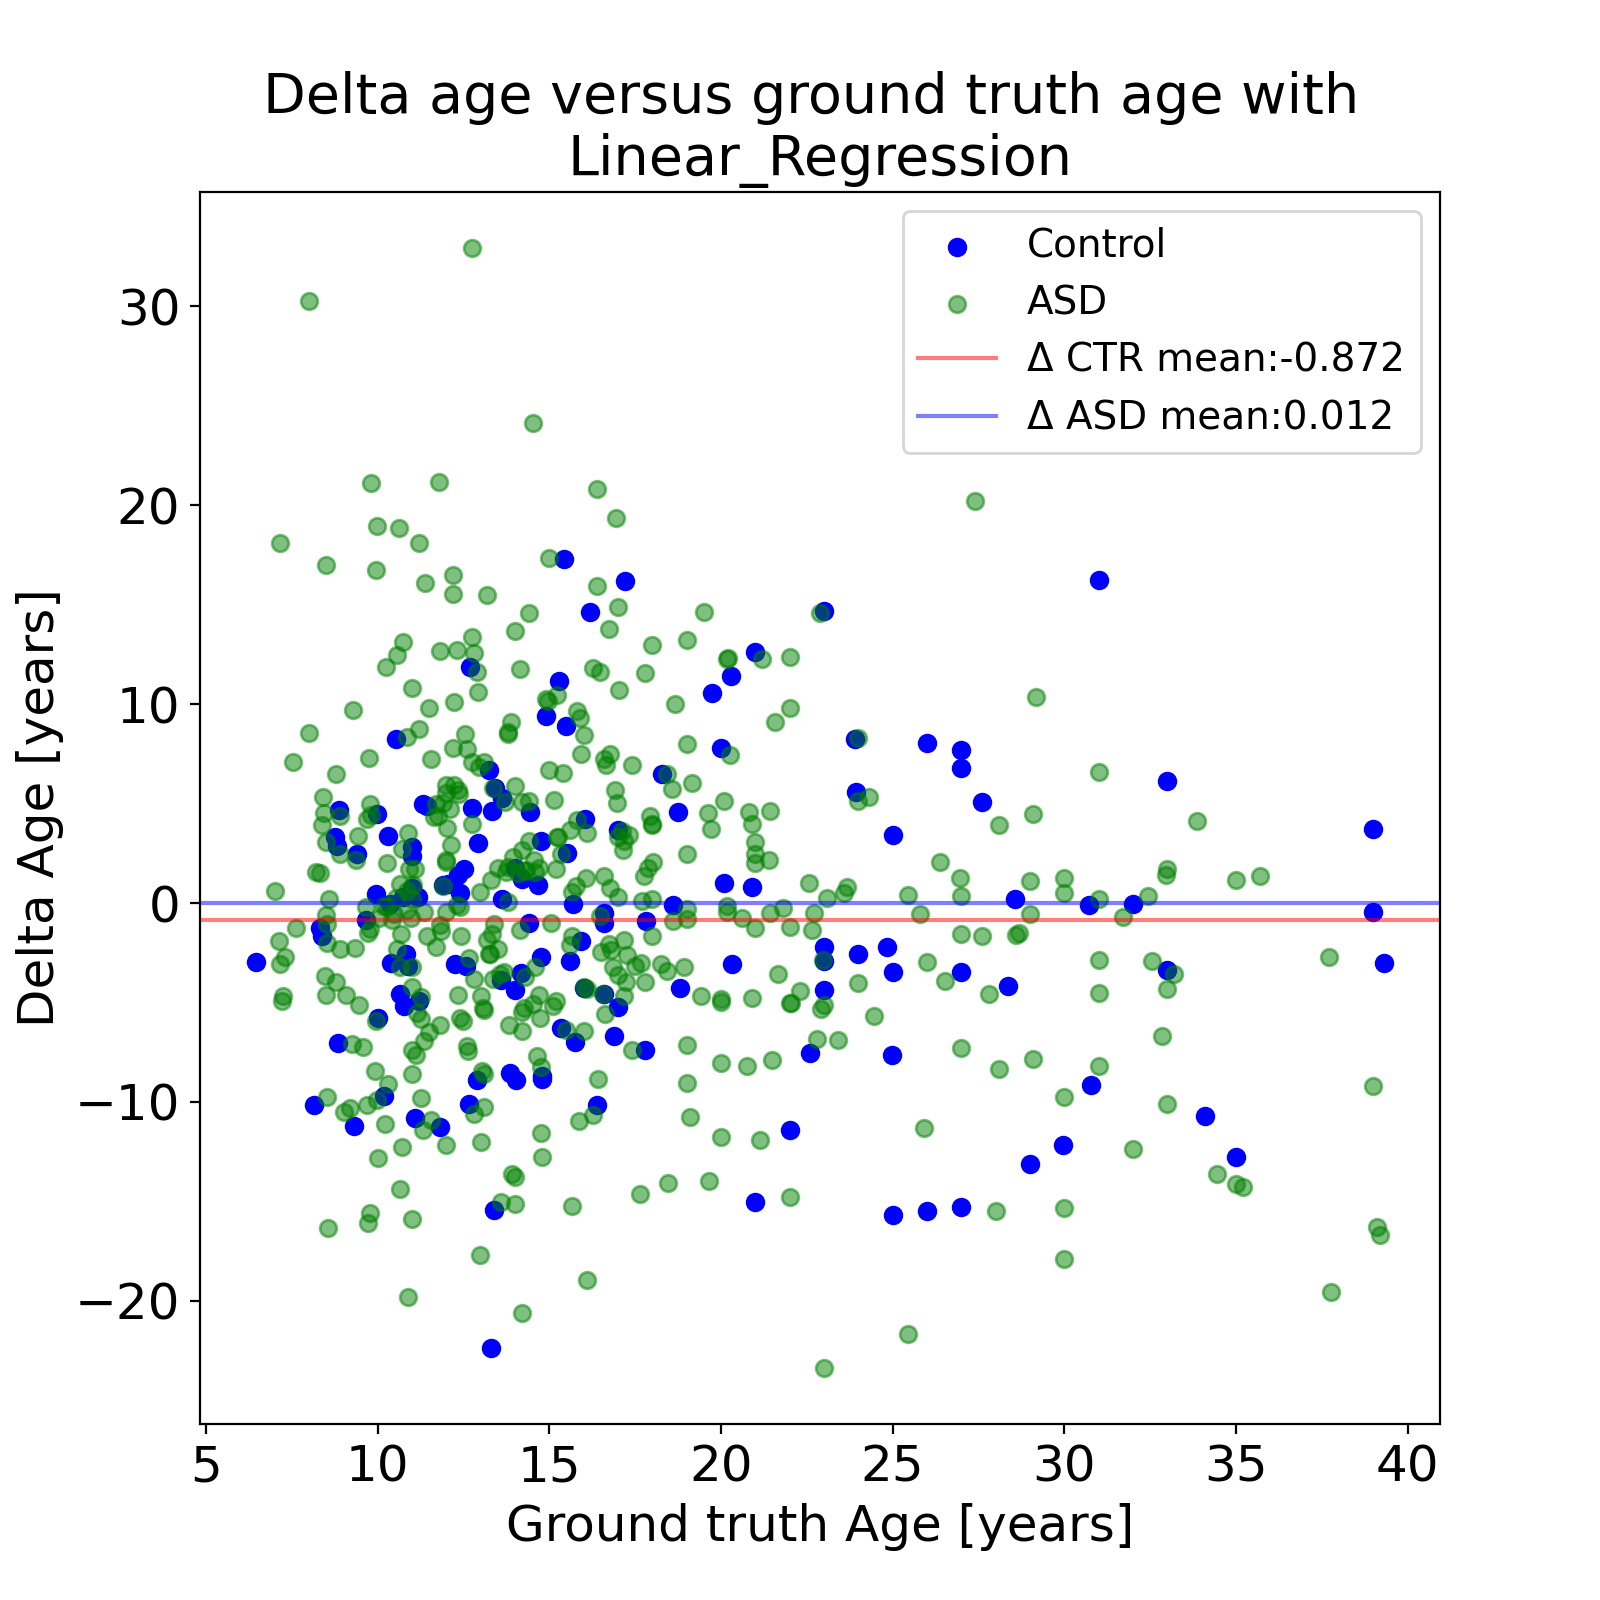 Delta age versus ground truth age with
Linear_Regression
Control
ASD
Δ CTR mean:-0.872
Δ ASD mean:0.012
Delta Age [years]
30
20
10
0
−10
−20
5 10 15 20 25 30 35 40
Ground truth Age [years]